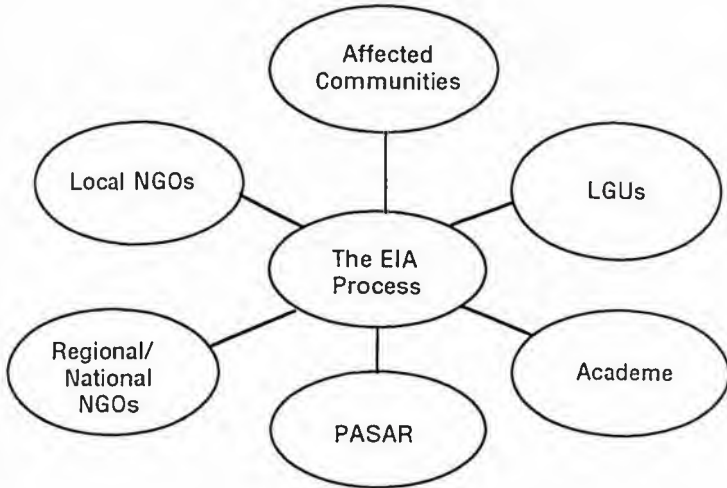 Affected
Communities
Local NGOs
LGUs
The EIA
Process
Regional/
National
NGOs
Academe
PASAR